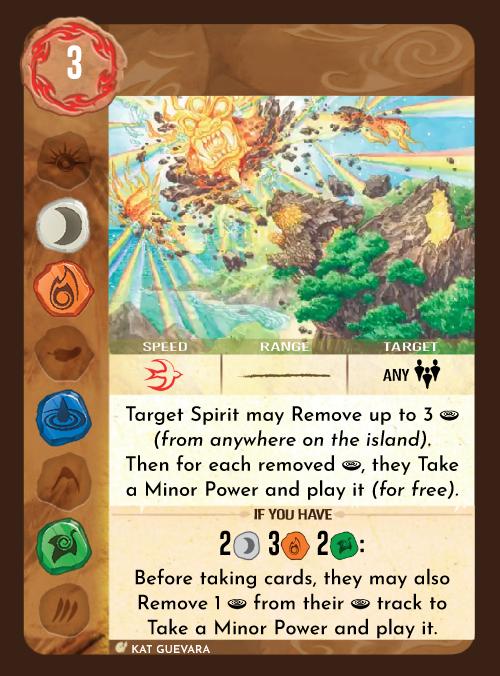 3
SPEED RANGE TARGET
ANY
Target Spirit may Remove up to 3
(from anywhere on the island).
Then for each removed , they Take
a Minor Power and play it (for free).
IF YOU HAVE
2 3 2 :
Before taking cards, they may also
Remove 1 from their track to
Take a Minor Power and play it.
KAT GUEVARA